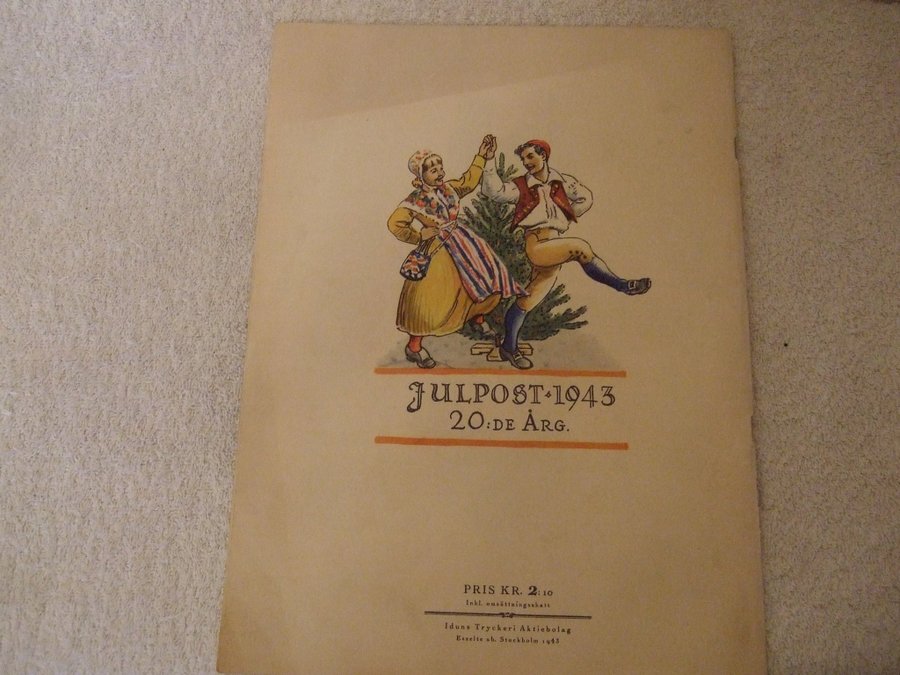 JULPOST · 1943
20:DE ÅRG.
PRIS KR. 2:10
Inkl. omsättningsskatt
Iduns Tryckeri Aktiebolag
Esselte ab. Stockholm 1943